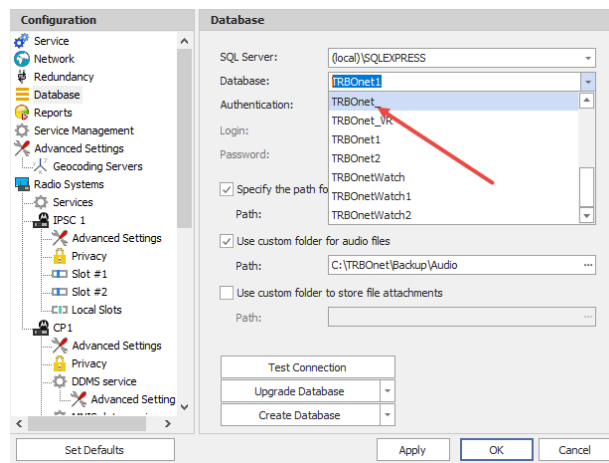 Configuration
Service
Network
Redundancy
Database
Reports
Service Management
Advanced Settings
Geocoding Servers
Radio Systems
Services
IPSC 1
Advanced Settings
Privacy
Slot #1
Slot #2
Local Slots
CP1
Advanced Settings
Privacy
DDMS service
Advanced Setting
Set Defaults
Database
SQL Server: (local)\SQLEXPRESS
Database: TRBOnet1
Authentication: TRBOnet_
Login: TRBOnet_VR
TRBOnet1
Password: TRBOnet2
TRBOnetWatch
Specify the path fo TRBOnetWatch1
Path: TRBOnetWatch2
Use custom folder for audio files
Path: C:\TRBOnet\Backup\Audio ...
Use custom folder to store file attachments
Path: ...
Test Connection
Upgrade Database
Create Database
Apply OK Cancel